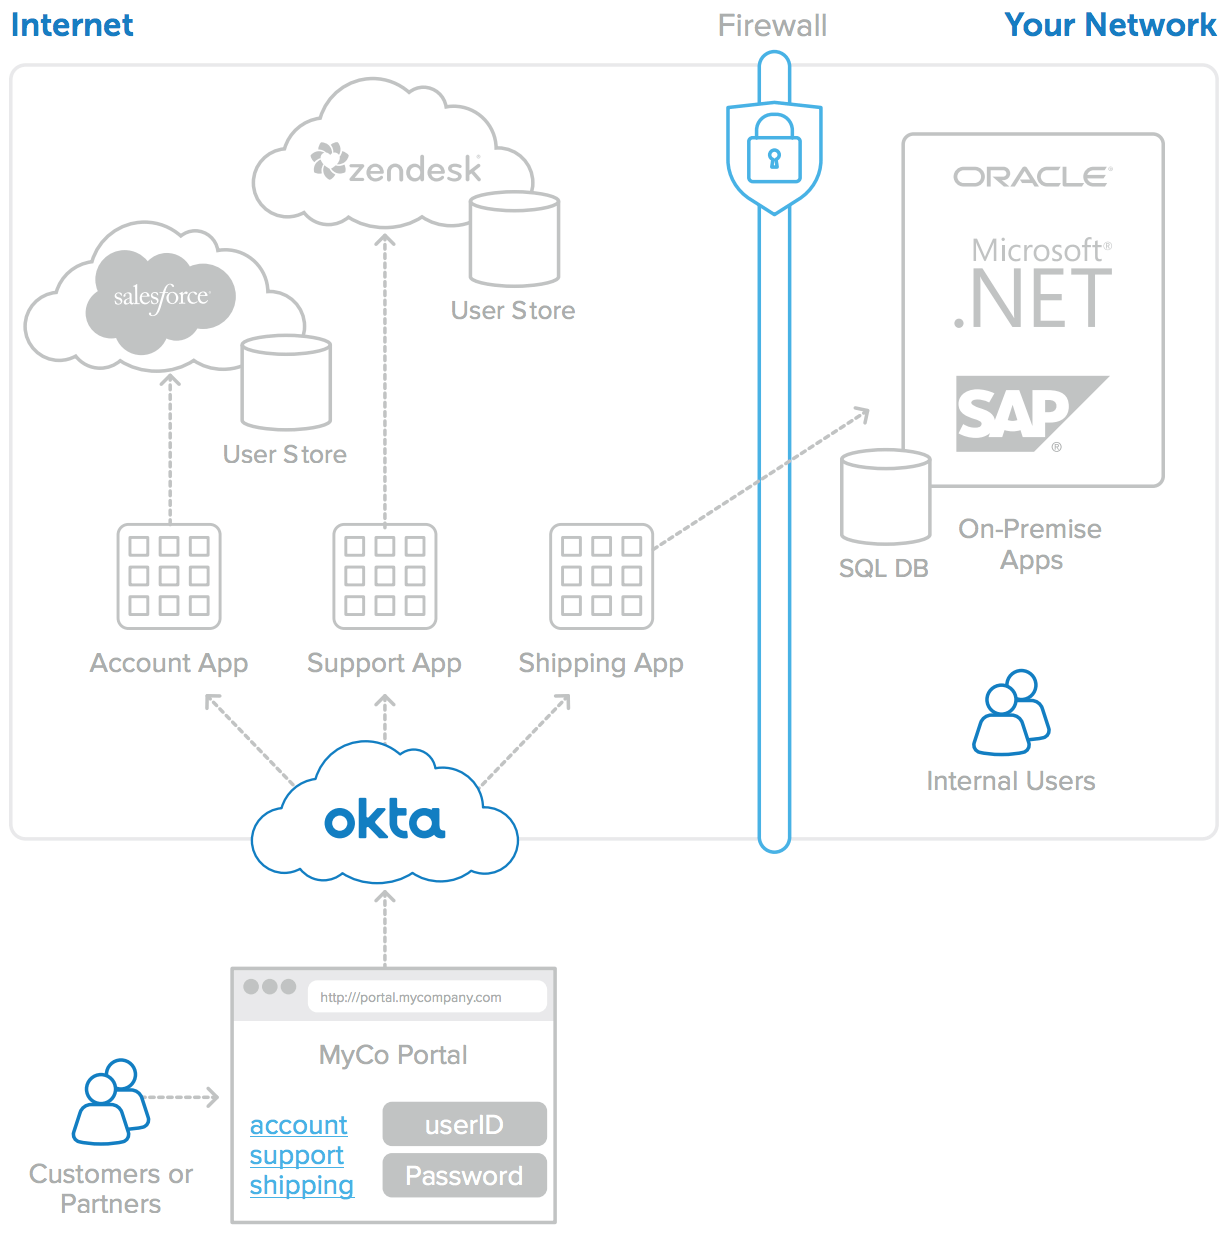 Internet
Firewall
Your Network
zendesk
User Store
salesforce
User Store
ORACLE®
Microsoft®
.NET
SAP®
SQL DB
On-Premise
Apps
Account App
Support App
Shipping App
Internal Users
okta
http:///portal.mycompany.com
MyCo Portal
account
support
shipping
userID
Password
Customers or
Partners